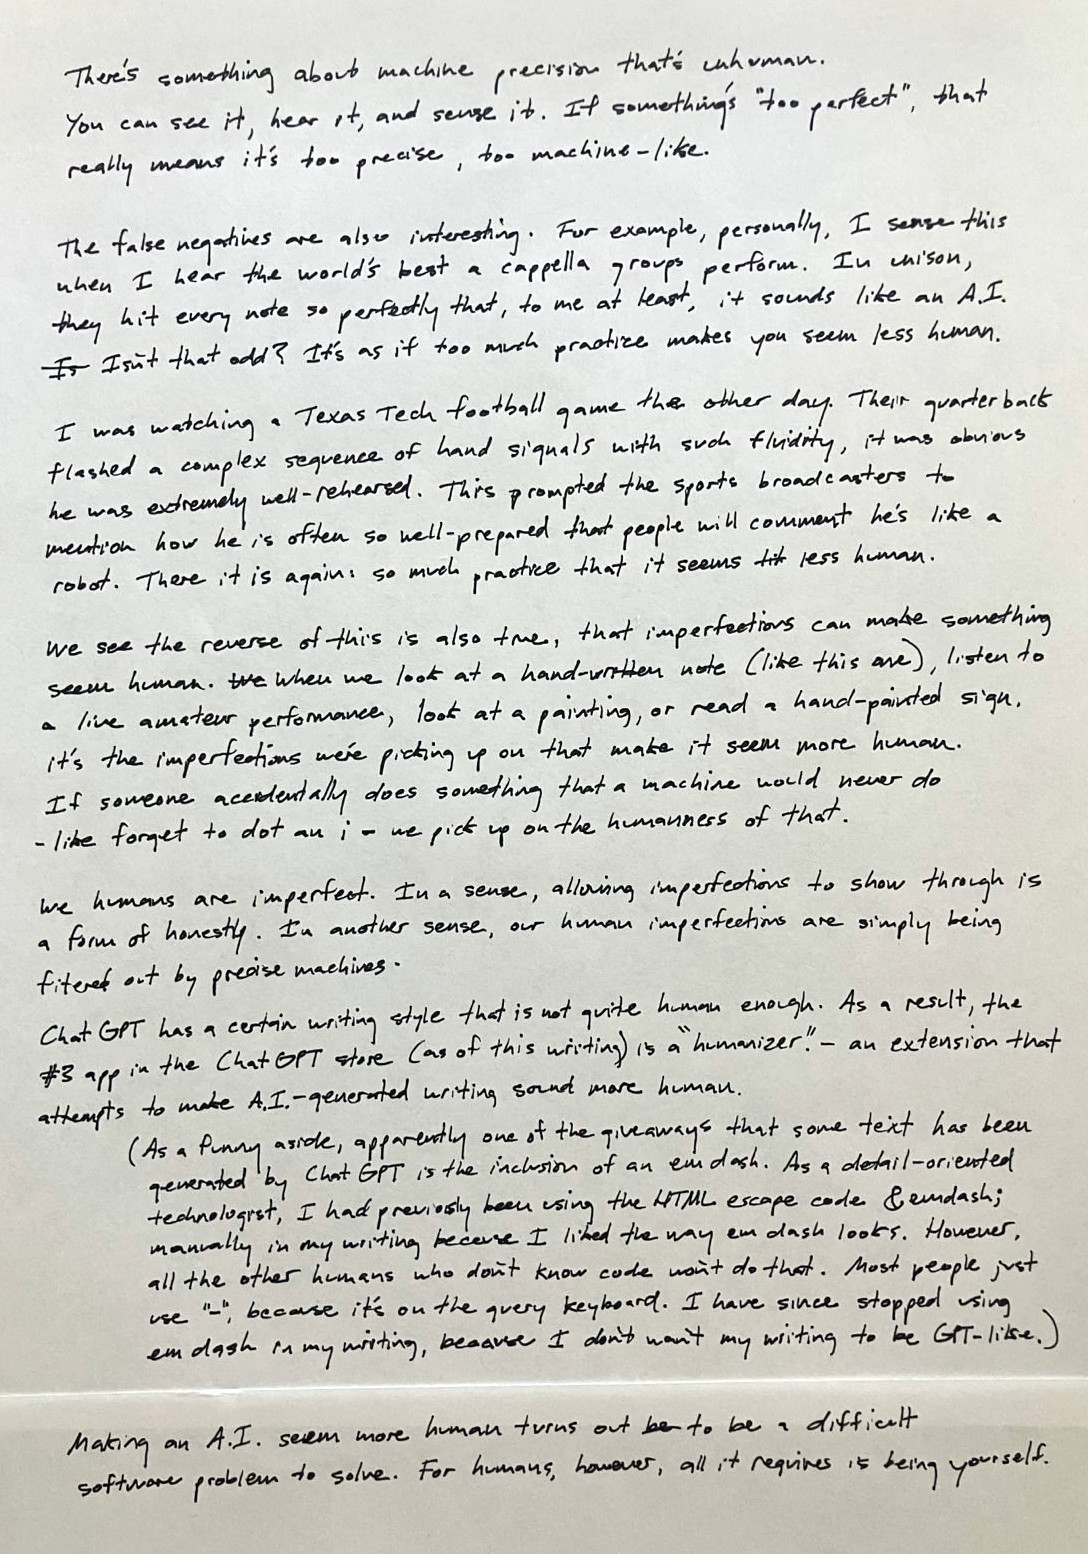 There's something about machine precision that's inhuman.
You can see it, hear it, and sense it. If something's "too perfect", that
really means it's too precise, too machine-like.
The false negatives are also interesting. For example, personally, I sense this
when I hear the world's best a cappella groups perform. In unison,
they hit every note so perfectly that, to me at least, it sounds like an A.I.
Is Isn't that odd? It's as if too much practice makes you seem less human.
I was watching a Texas Tech football game the other day. Their quarterback
flashed a complex sequence of hand signals with such fluidity, it was obvious
he was extremely well-rehearsed. This prompted the sports broadcasters to
mention how he is often so well-prepared that people will comment he's like a
robot. There it is again: so much practice that it seems less human.
We see the reverse of this is also true, that imperfections can make something
seem human. We When we look at a hand-written note (like this one), listen to
a live amateur performance, look at a painting, or read a hand-painted sign,
it's the imperfections we're picking up on that make it seem more human.
If someone accidentally does something that a machine would never do
- like forget to dot an i - we pick up on the humanness of that.
We humans are imperfect. In a sense, allowing imperfections to show through is
a form of honesty. In another sense, our human imperfections are simply being
fitered out by precise machines.
ChatGPT has a certain writing style that is not quite human enough. As a result, the
#3 app in the ChatGPT store (as of this writing) is a "humanizer." - an extension that
attempts to make A.I.-generated writing sound more human.
(As a funny aside, apparently one of the giveaways that some text has been
generated by ChatGPT is the inclusion of an em dash. As a detail-oriented
technologist, I had previously been using the HTML escape code &emdash;
manually in my writing because I liked the way em dash looks. However,
all the other humans who don't know code won't do that. Most people just
use "-", because it's on the query keyboard. I have since stopped using
em dash in my writing, because I don't want my writing to be GPT-like.)
Making an A.I. seem more human turns out be to be a difficult
software problem to solve. For humans, however, all it requires is being yourself.